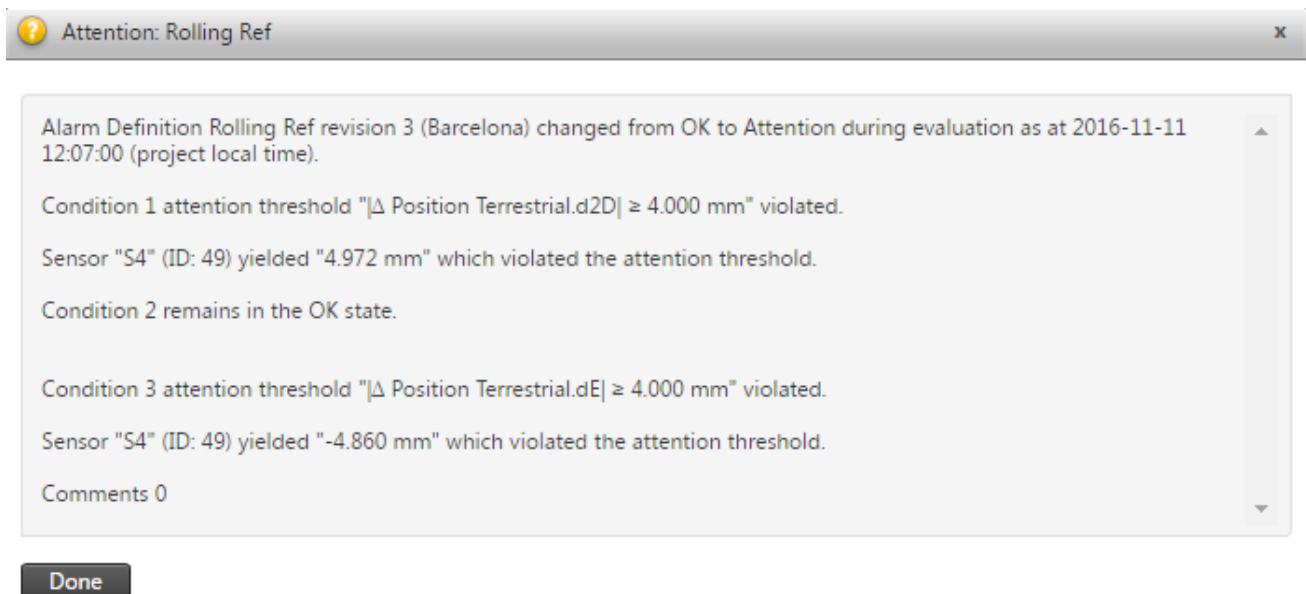 Attention: Rolling Ref
x
Alarm Definition Rolling Ref revision 3 (Barcelona) changed from OK to Attention during evaluation as at 2016-11-11
12:07:00 (project local time).
Condition 1 attention threshold "|Δ Position Terrestrial.d2D| ≥ 4.000 mm" violated.
Sensor "S4" (ID: 49) yielded "4.972 mm" which violated the attention threshold.
Condition 2 remains in the OK state.
Condition 3 attention threshold "|Δ Position Terrestrial.dE| ≥ 4.000 mm" violated.
Sensor "S4" (ID: 49) yielded "-4.860 mm" which violated the attention threshold.
Comments 0
Done